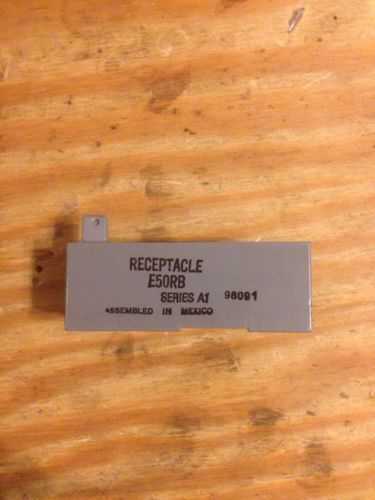 RECEPTACLE
E50RB
SERIES A1 98091
ASSEMBLED IN MEXICO